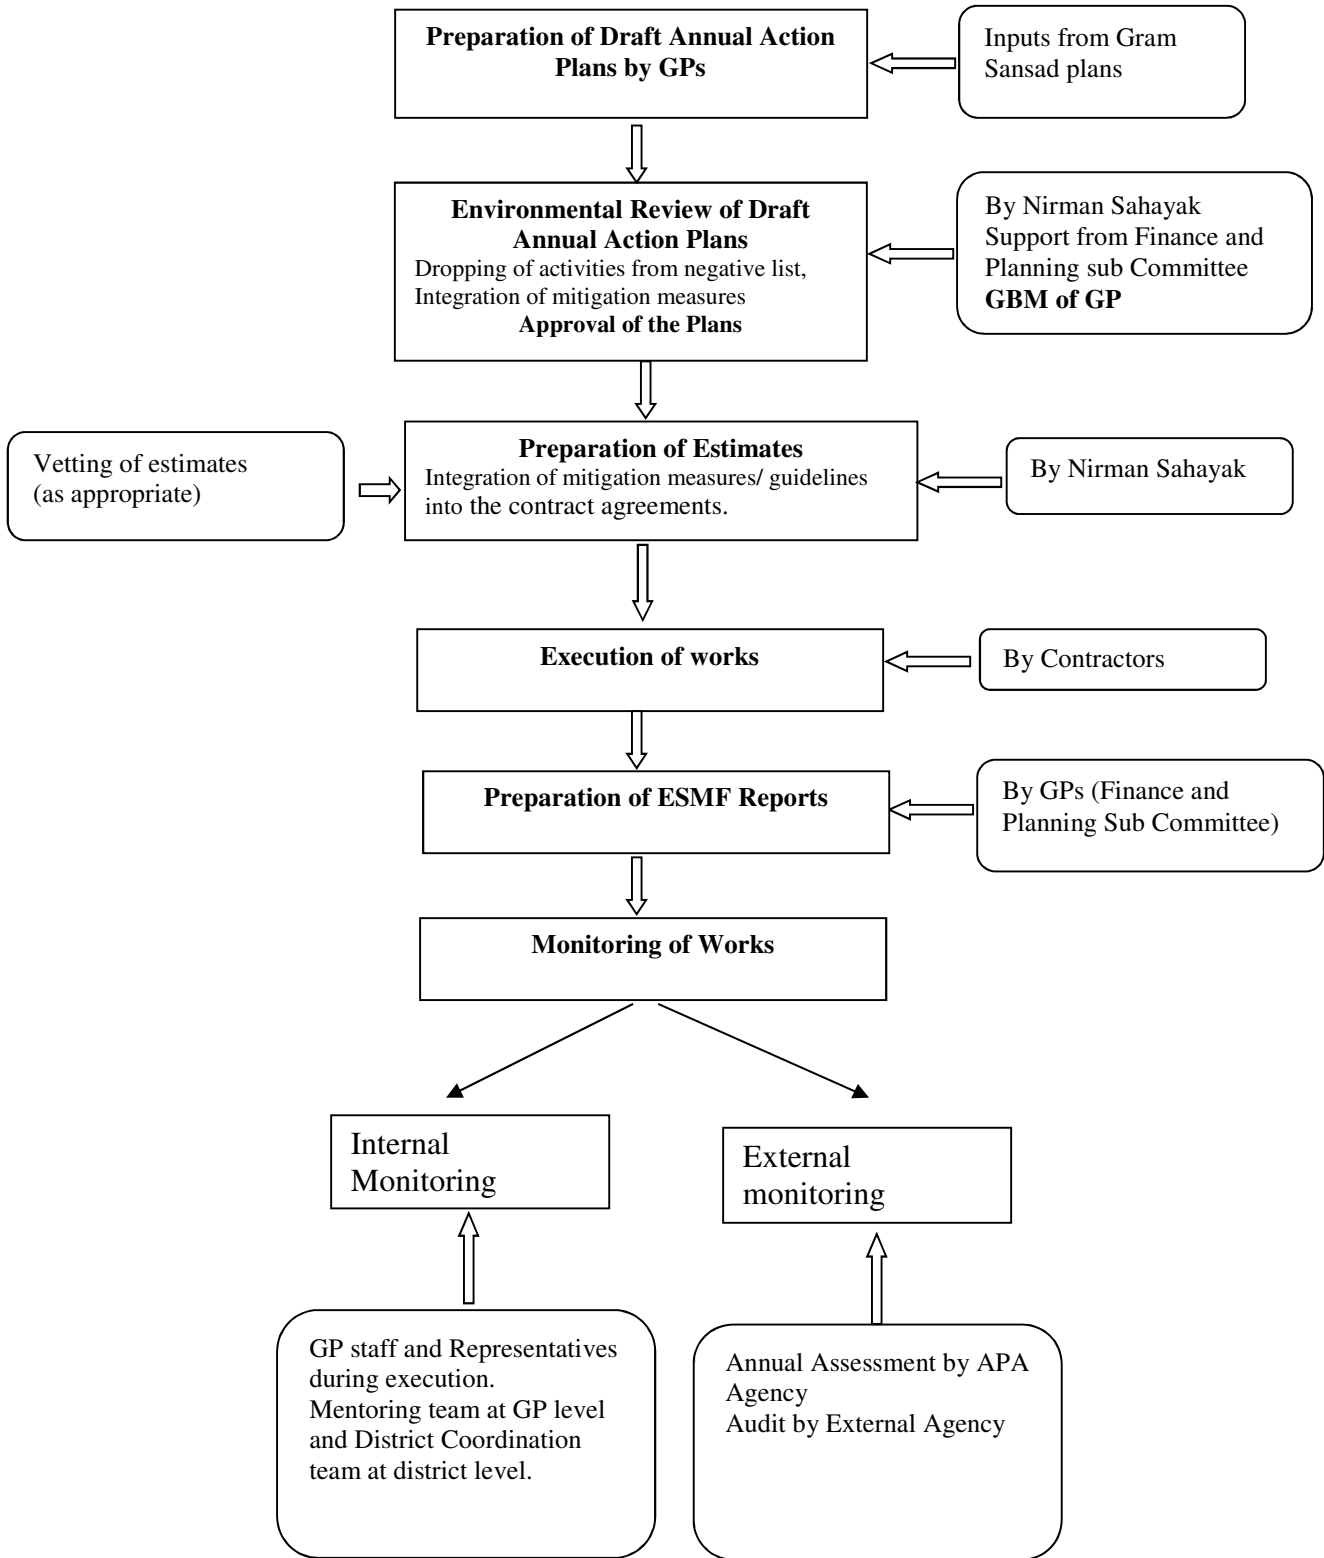 Preparation of Draft Annual Action
Plans by GPs
Inputs from Gram
Sansad plans
Environmental Review of Draft
Annual Action Plans
Dropping of activities from negative list,
Integration of mitigation measures
Approval of the Plans
By Nirman Sahayak
Support from Finance and
Planning sub Committee
GBM of GP
Vetting of estimates
(as appropriate)
Preparation of Estimates
Integration of mitigation measures/ guidelines
into the contract agreements.
By Nirman Sahayak
Execution of works
By Contractors
Preparation of ESMF Reports
By GPs (Finance and
Planning Sub Committee)
Monitoring of Works
Internal
Monitoring
External
monitoring
GP staff and Representatives
during execution.
Mentoring team at GP level
and District Coordination
team at district level.
Annual Assessment by APA
Agency
Audit by External Agency